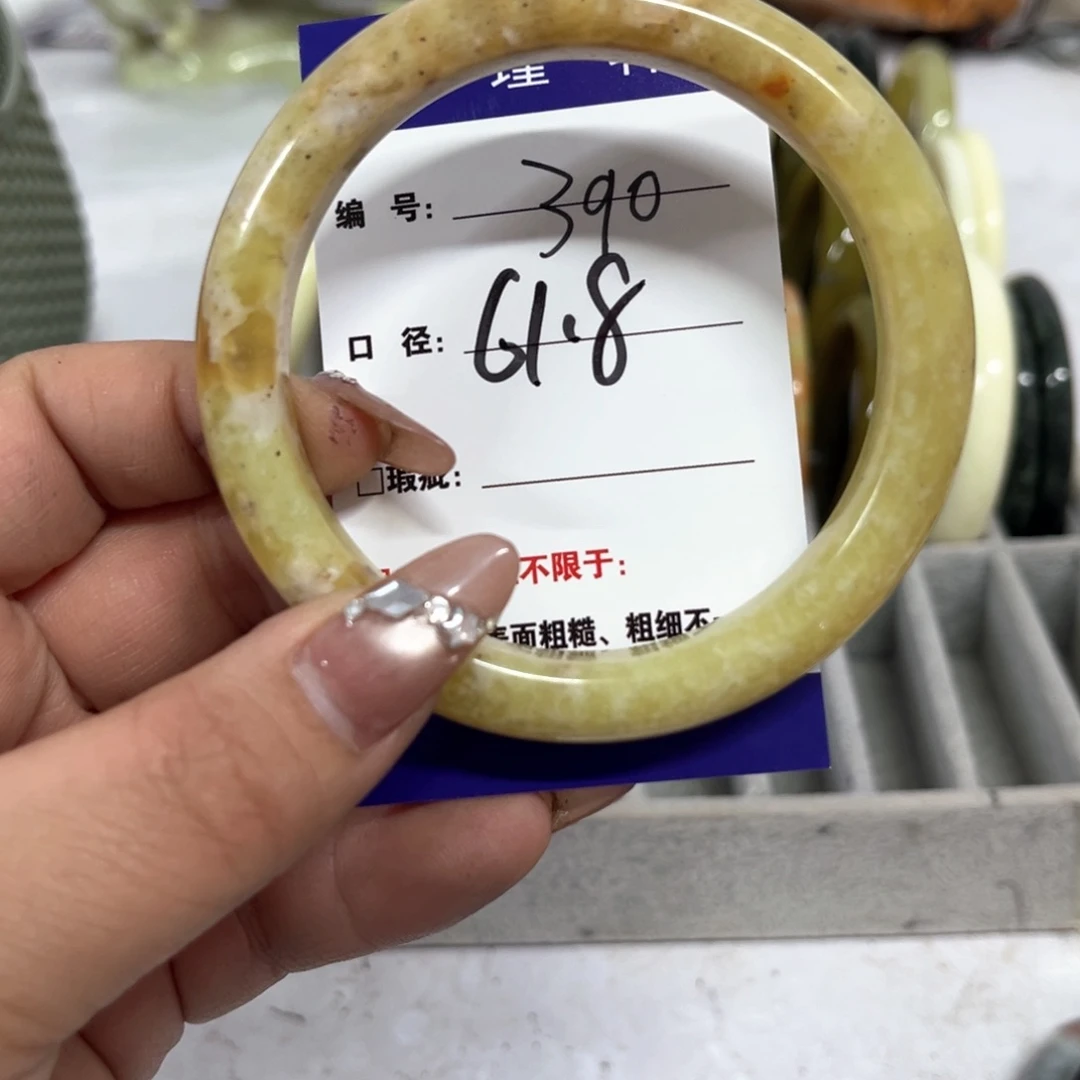 理
编 号: 390
口 径: 61.8
□瑕疵:
不限于:
表面粗糙、粗细不